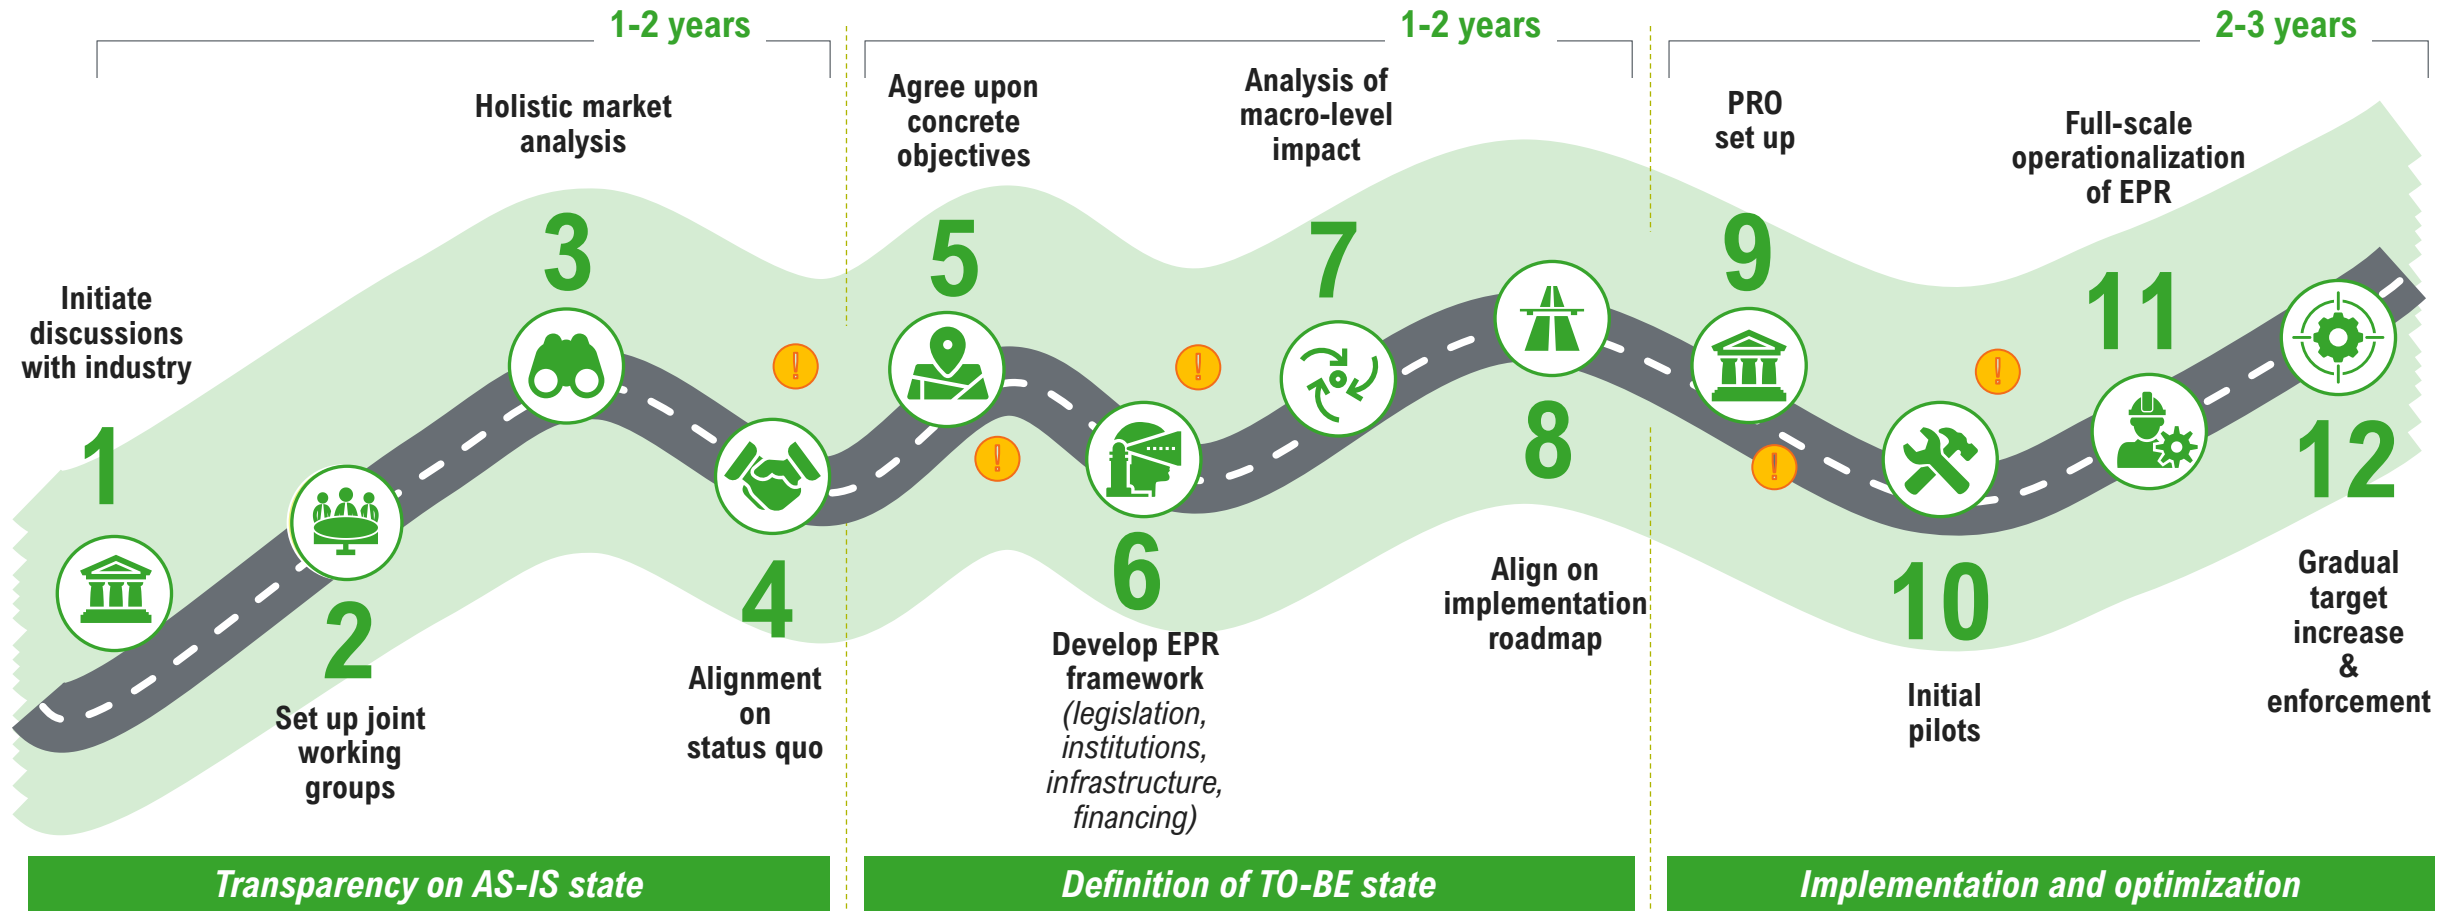 1-2 years
1-2 years
2-3 years
1
Initiate
discussions
with industry
2
Set up joint
working
groups
3
Holistic market
analysis
4
Alignment
on
status quo
!
5
Agree upon
concrete
objectives
!
6
Develop EPR
framework
(legislation,
institutions,
infrastructure,
financing)
!
7
Analysis of
macro-level
impact
8
Align on
implementation
roadmap
9
PRO
set up
!
10
Initial
pilots
!
11
Full-scale
operationalization
of EPR
12
Gradual
target
increase
&
enforcement
Transparency on AS-IS state
Definition of TO-BE state
Implementation and optimization